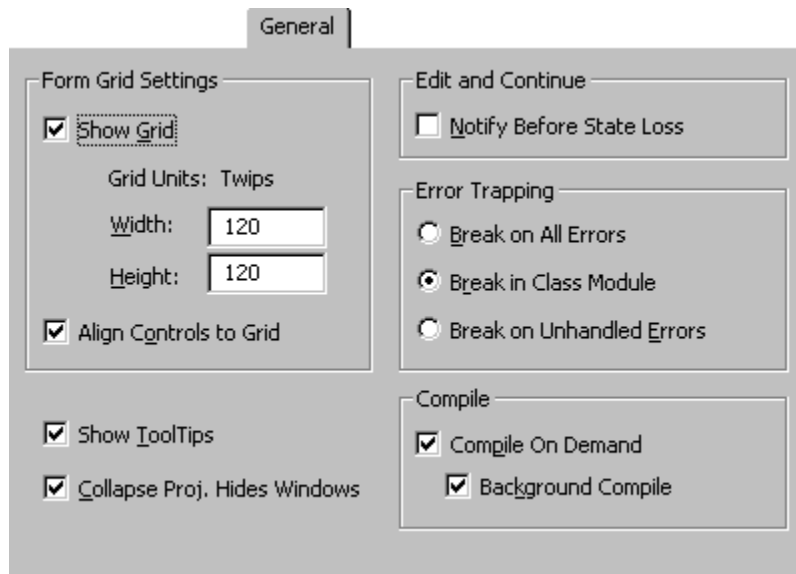 General
Form Grid Settings
Show Grid
Grid Units: Twips
Width: 120
Height: 120
Align Controls to Grid
Show ToolTips
Collapse Proj. Hides Windows
Edit and Continue
Notify Before State Loss
Error Trapping
Break on All Errors
Break in Class Module
Break on Unhandled Errors
Compile
Compile On Demand
Background Compile